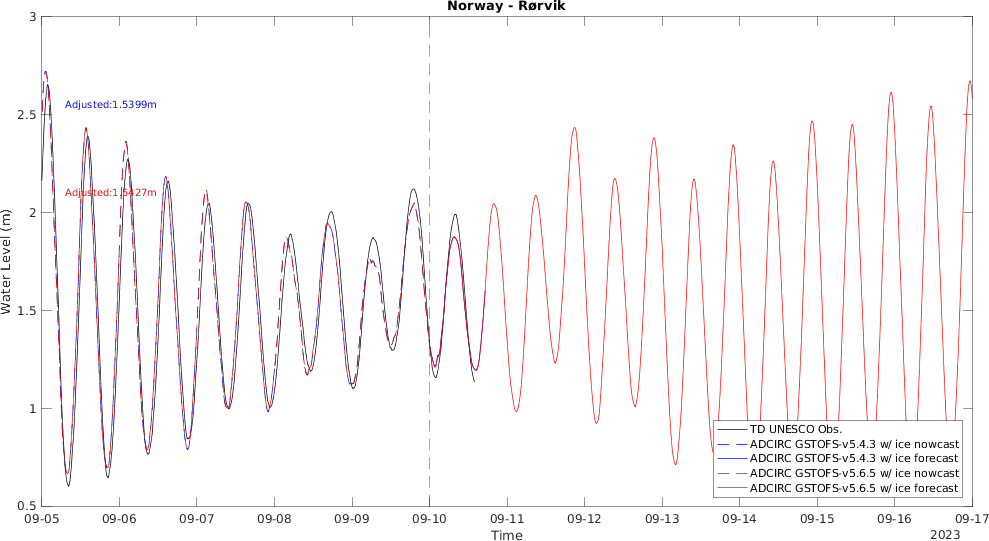 Norway - Rørvik
3
2.5
2
1.5
1
0.5
Water Level (m)
Adjusted:1.5399m
Adjusted:1.5427m
TD UNESCO Obs.
ADCIRC GSTOFS-v5.4.3 w/ ice nowcast
ADCIRC GSTOFS-v5.4.3 w/ ice forecast
ADCIRC GSTOFS-v5.6.5 w/ ice nowcast
ADCIRC GSTOFS-v5.6.5 w/ ice forecast
09-05 09-06 09-07 09-08 09-09 09-10 09-11 09-12 09-13 09-14 09-15 09-16 09-17
Time
2023